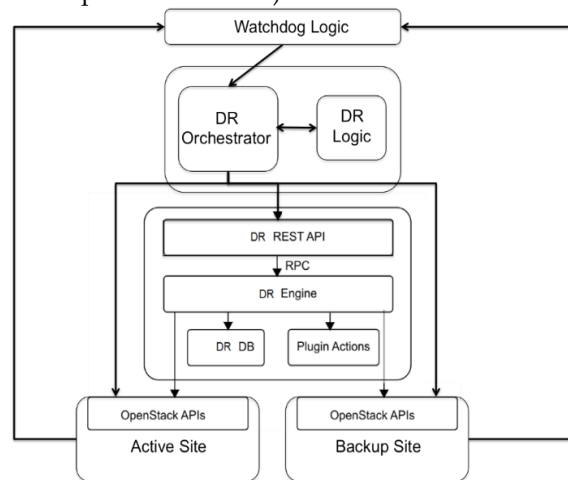 Watchdog Logic
DR
Orchestrator
DR
Logic
DR REST API
RPC
DR Engine
DR DB
Plugin Actions
OpenStack APIs
Active Site
OpenStack APIs
Backup Site